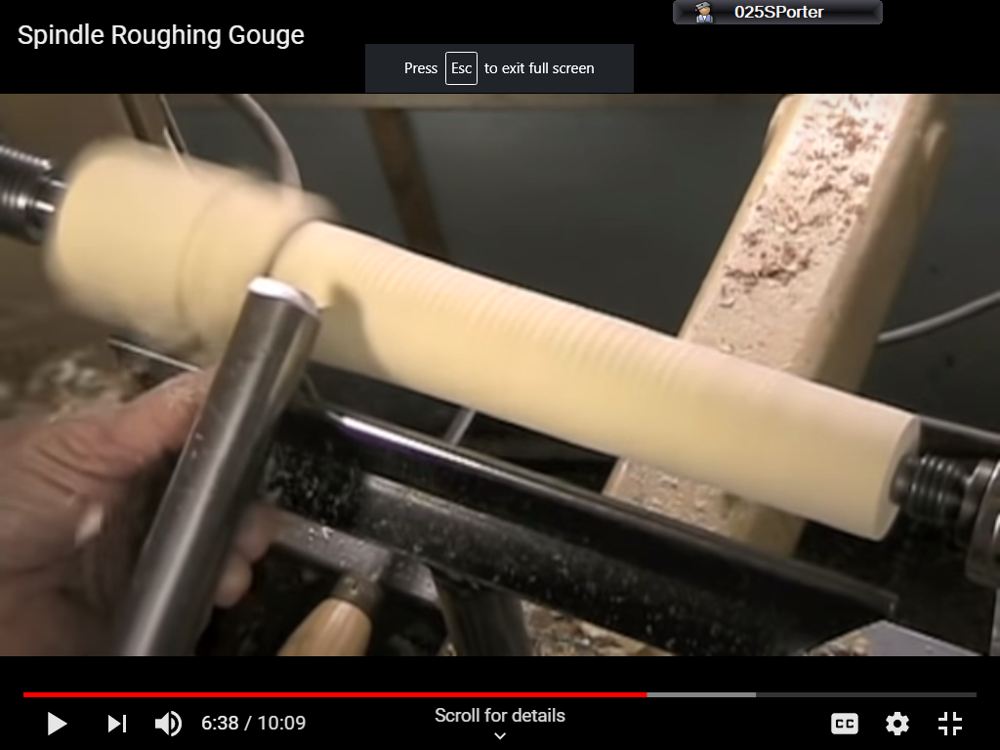 025SPorter
Spindle Roughing Gouge
Press Esc to exit full screen
6:38 / 10:09
Scroll for details
CC